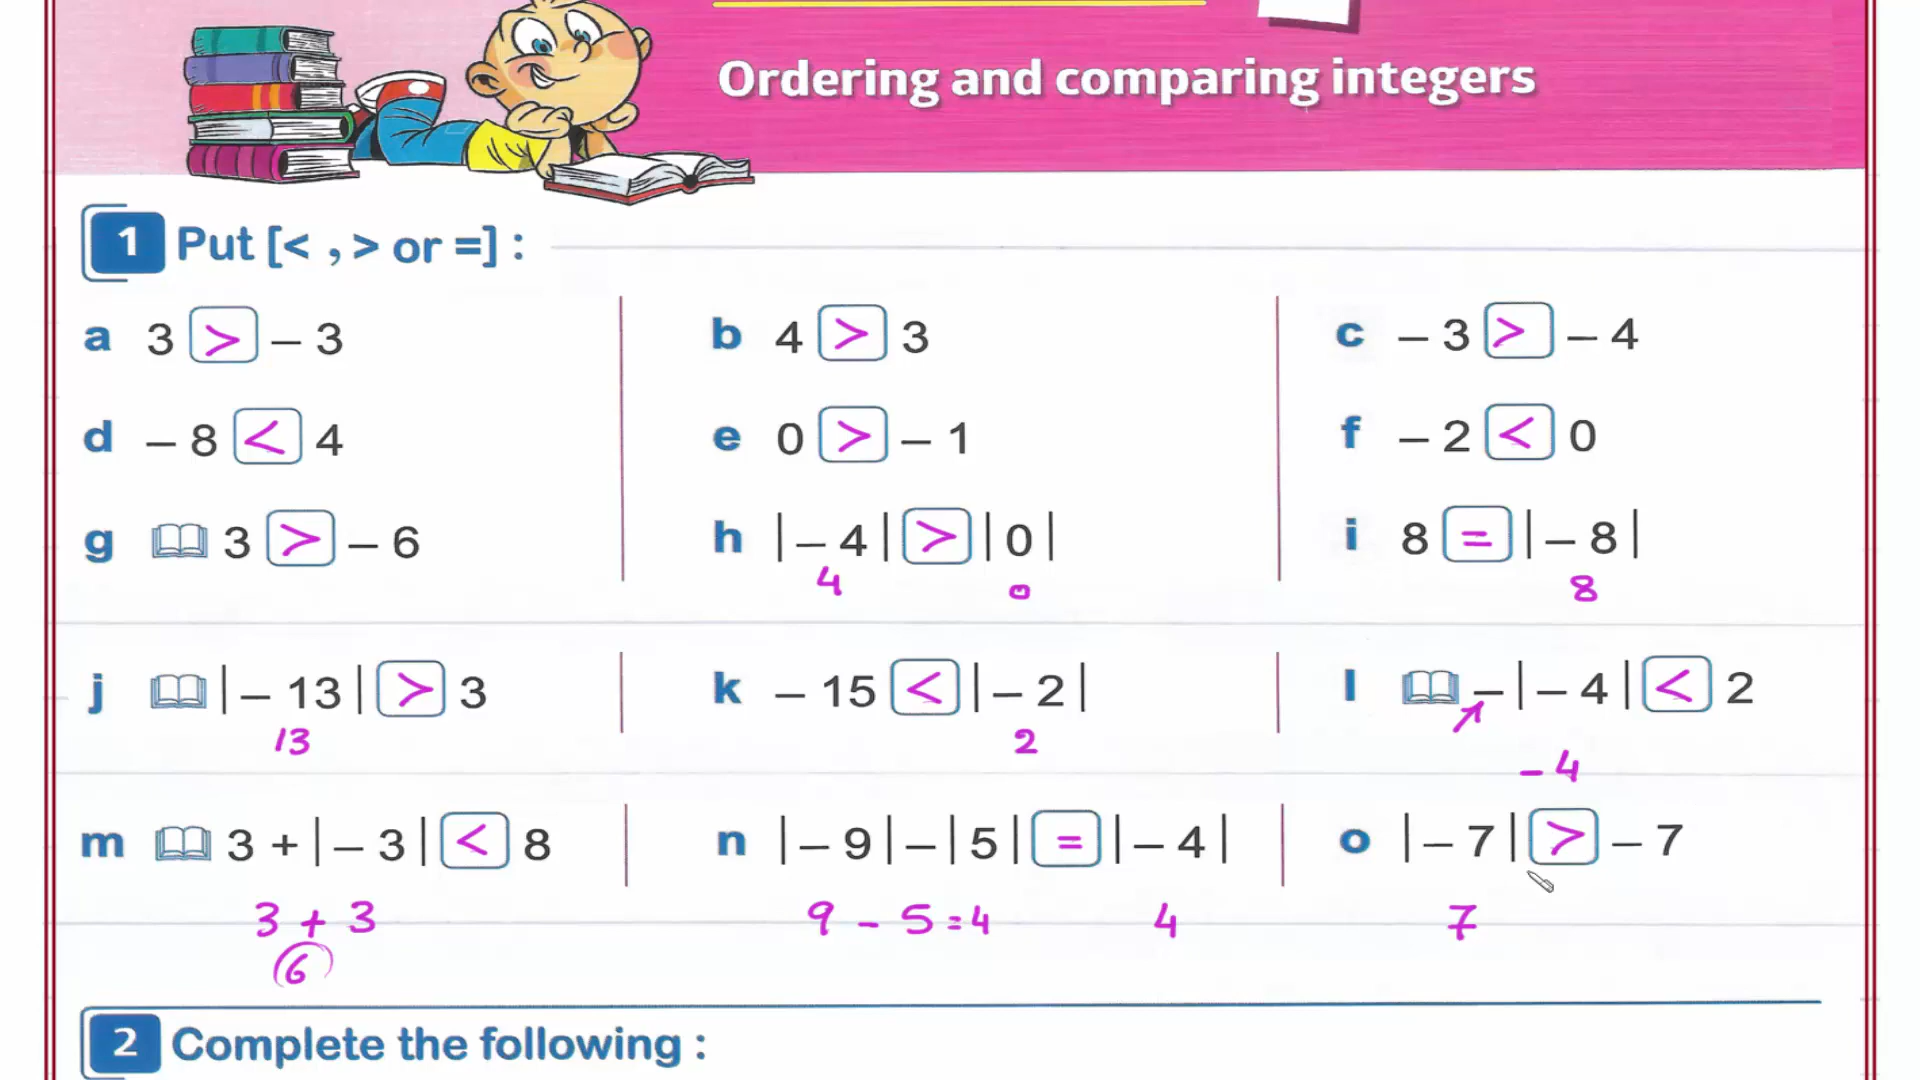 Ordering and comparing integers
1 Put [< , > or =] :
a 3 > – 3
b 4 > 3
c – 3 > – 4
d – 8 < 4
e 0 > – 1
f – 2 < 0
g 3 > – 6
h |– 4| > |0|
4 0
i 8 = |– 8|
8
j |– 13| > 3
13
k – 15 < |– 2|
2
l –|– 4| < 2
– 4
m 3 + |– 3| < 8
3 + 3
6
n |– 9| – |5| = |– 4|
9 – 5 = 4 4
o |– 7| > – 7
7
2 Complete the following :